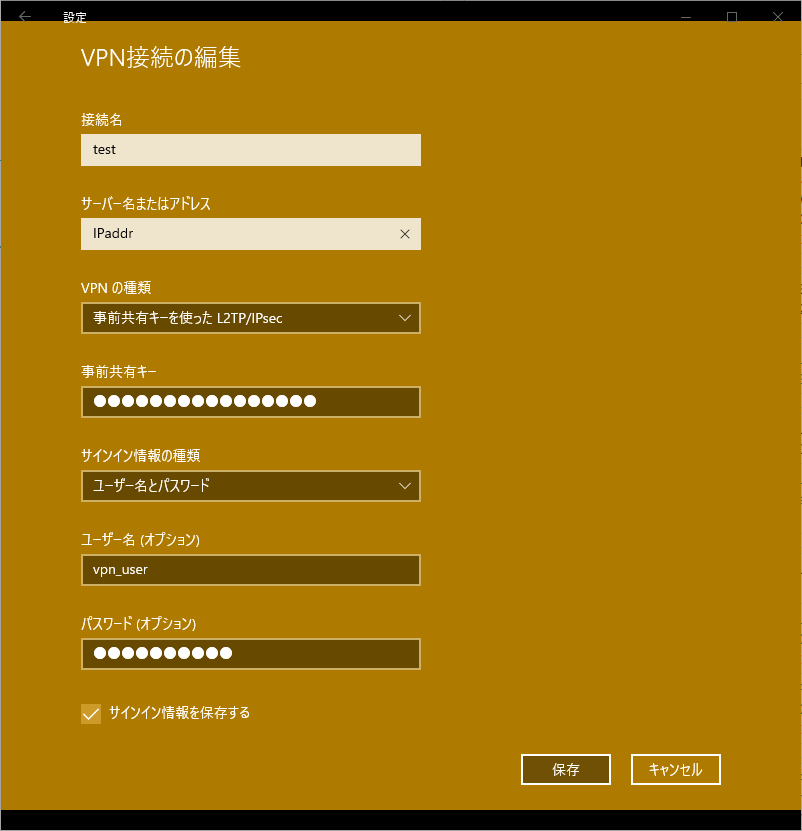 設定
VPN接続の編集
接続名
test
サーバー名またはアドレス
IPaddr
VPN の種類
事前共有キーを使った L2TP/IPsec
事前共有キー
●●●●●●●●●●●●●●●●
サインイン情報の種類
ユーザー名とパスワード
ユーザー名 (オプション)
vpn_user
パスワード (オプション)
●●●●●●●●●●
サインイン情報を保存する
保存
キャンセル